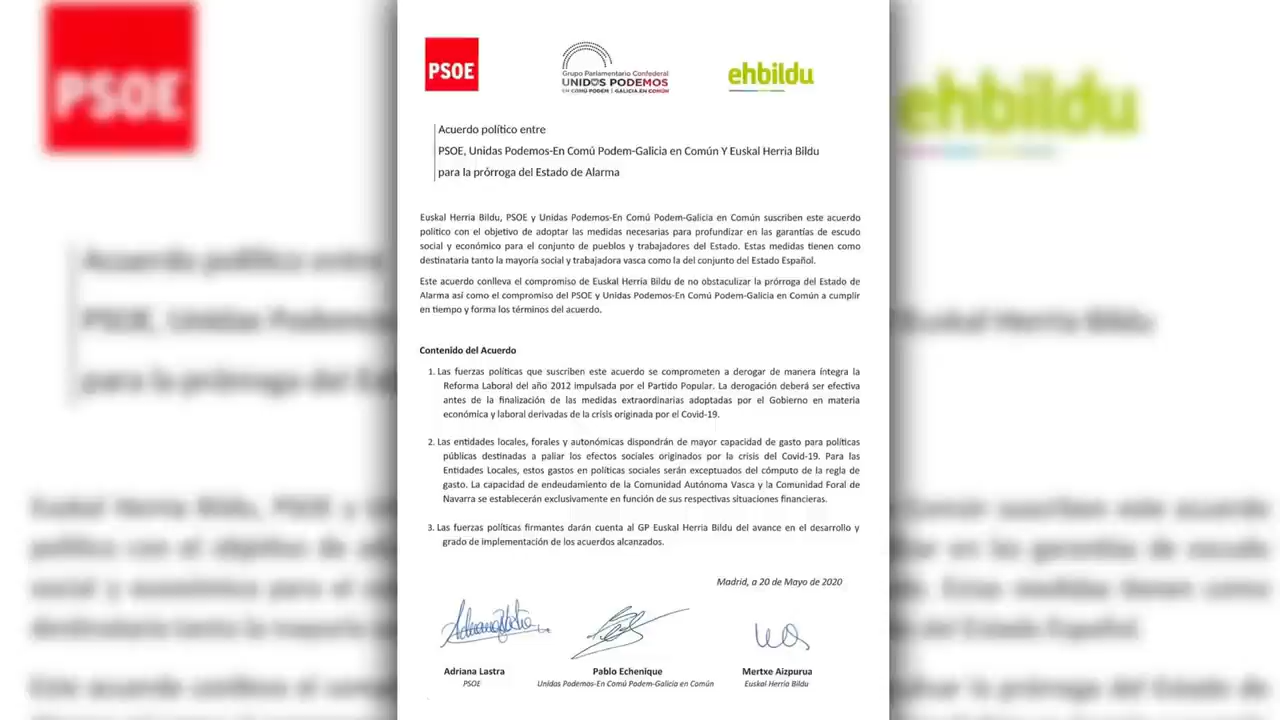 PSOE
Grupo Parlamentario Confederal
UNIDOS PODEMOS
EN COMÚ PODEM | GALICIA EN COMÚN
ehbildu
Acuerdo político entre
PSOE, Unidas Podemos-En Comú Podem-Galicia en Común Y Euskal Herria Bildu
para la prórroga del Estado de Alarma
Euskal Herria Bildu, PSOE y Unidas Podemos-En Comú Podem-Galicia en Común suscriben este acuerdo
político con el objetivo de adoptar las medidas necesarias para profundizar en las garantías de escudo
social y económico para el conjunto de pueblos y trabajadores del Estado. Estas medidas tienen como
destinataria tanto la mayoría social y trabajadora vasca como la del conjunto del Estado Español.
Este acuerdo conlleva el compromiso de Euskal Herria Bildu de no obstaculizar la prórroga del Estado de
Alarma así como el compromiso del PSOE y Unidas Podemos-En Comú Podem-Galicia en Común a cumplir
en tiempo y forma los términos del acuerdo.
Contenido del Acuerdo
1. Las fuerzas políticas que suscriben este acuerdo se comprometen a derogar de manera íntegra la
Reforma Laboral del año 2012 impulsada por el Partido Popular. La derogación deberá ser efectiva
antes de la finalización de las medidas extraordinarias adoptadas por el Gobierno en materia
económica y laboral derivadas de la crisis originada por el Covid-19.
2. Las entidades locales, forales y autonómicas dispondrán de mayor capacidad de gasto para políticas
públicas destinadas a paliar los efectos sociales originados por la crisis del Covid-19. Para las
Entidades Locales, estos gastos en políticas sociales serán exceptuados del cómputo de la regla de
gasto. La capacidad de endeudamiento de la Comunidad Autónoma Vasca y la Comunidad Foral de
Navarra se establecerán exclusivamente en función de sus respectivas situaciones financieras.
3. Las fuerzas políticas firmantes darán cuenta al GP Euskal Herria Bildu del avance en el desarrollo y
grado de implementación de los acuerdos alcanzados.
Madrid, a 20 de Mayo de 2020
Adriana Lastra
PSOE
Pablo Echenique
Unidas Podemos-En Comú Podem-Galicia en Común
Mertxe Aizpurua
Euskal Herria Bildu